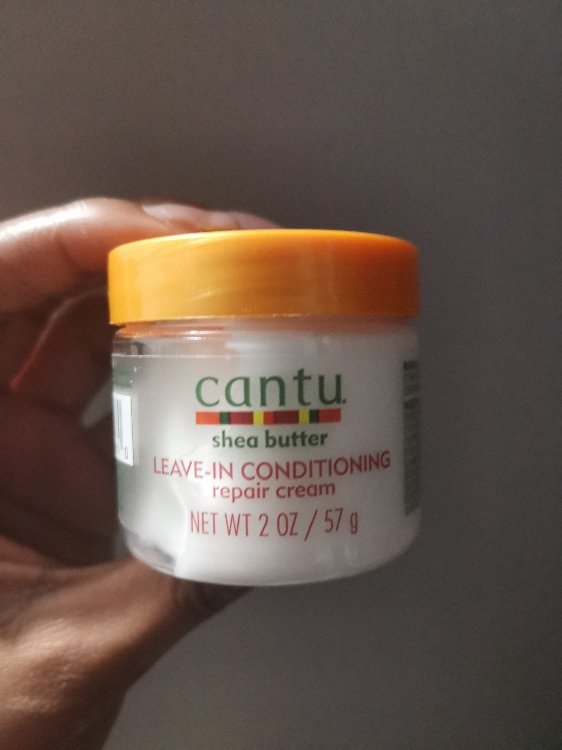 cantu.
shea butter
LEAVE-IN CONDITIONING
repair cream
NET WT 2 OZ / 57 g